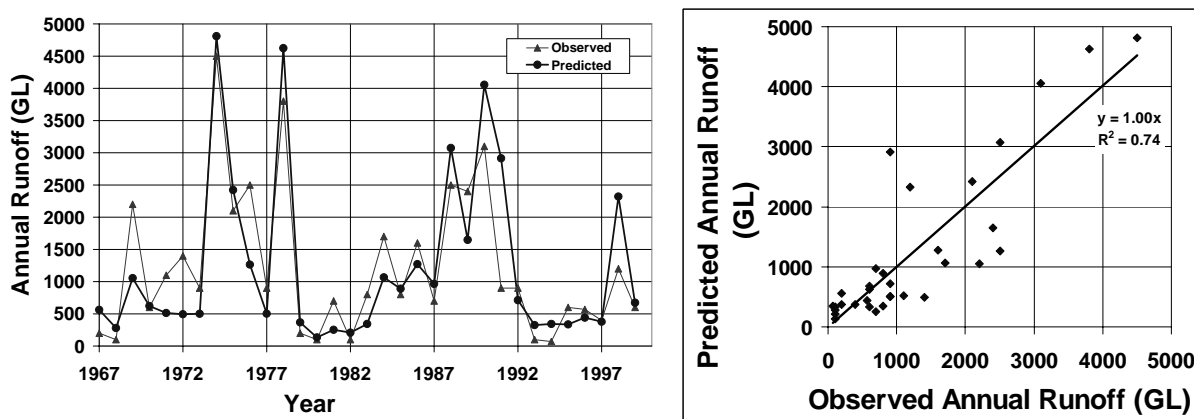 Annual Runoff (GL)
5000
4500
4000
3500
3000
2500
2000
1500
1000
500
0
1967 1972 1977 1982 1987 1992 1997
Year
Observed
Predicted
Predicted Annual Runoff
(GL)
5000
4000
3000
2000
1000
0
0 1000 2000 3000 4000 5000
Observed Annual Runoff (GL)
y = 1.00x
R² = 0.74